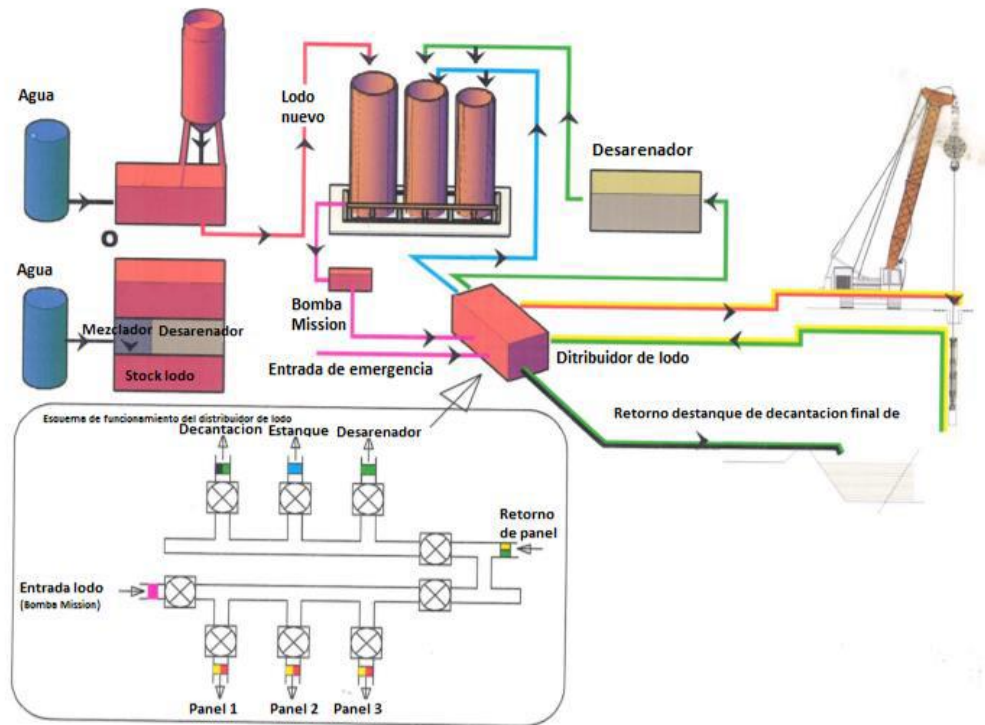 Agua
Lodo
nuevo
Desarenador
O
Agua
Mezclador
Desarenador
Stock lodo
Bomba
Mission
Entrada de emergencia
Ditribuidor de lodo
Retorno destanque de decantacion final de
Esquema de funcionamiento del distribuidor de lodo
Decantacion
Estanque
Desarenador
Retorno
de panel
Entrada lodo
(Bomba Mission)
Panel 1
Panel 2
Panel 3